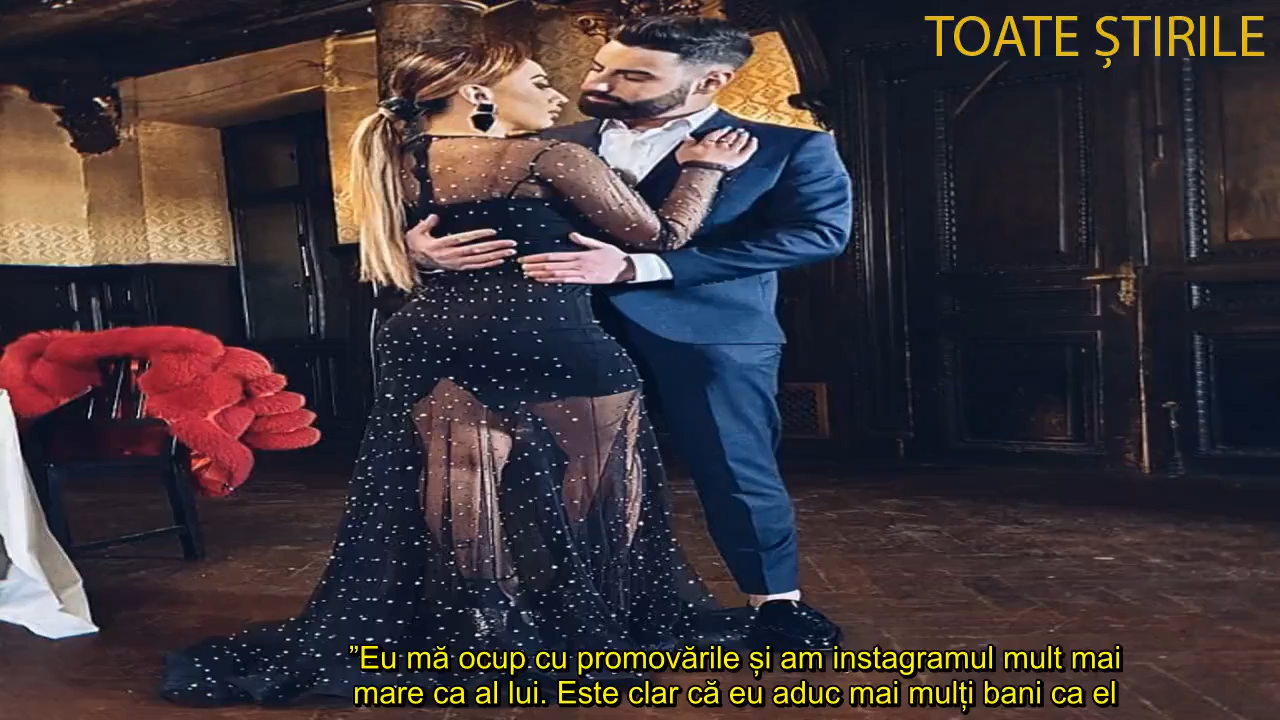 TOATE ȘTIRILE
”Eu mă ocup cu promovările și am instagramul mult mai
mare ca al lui. Este clar că eu aduc mai mulți bani ca el